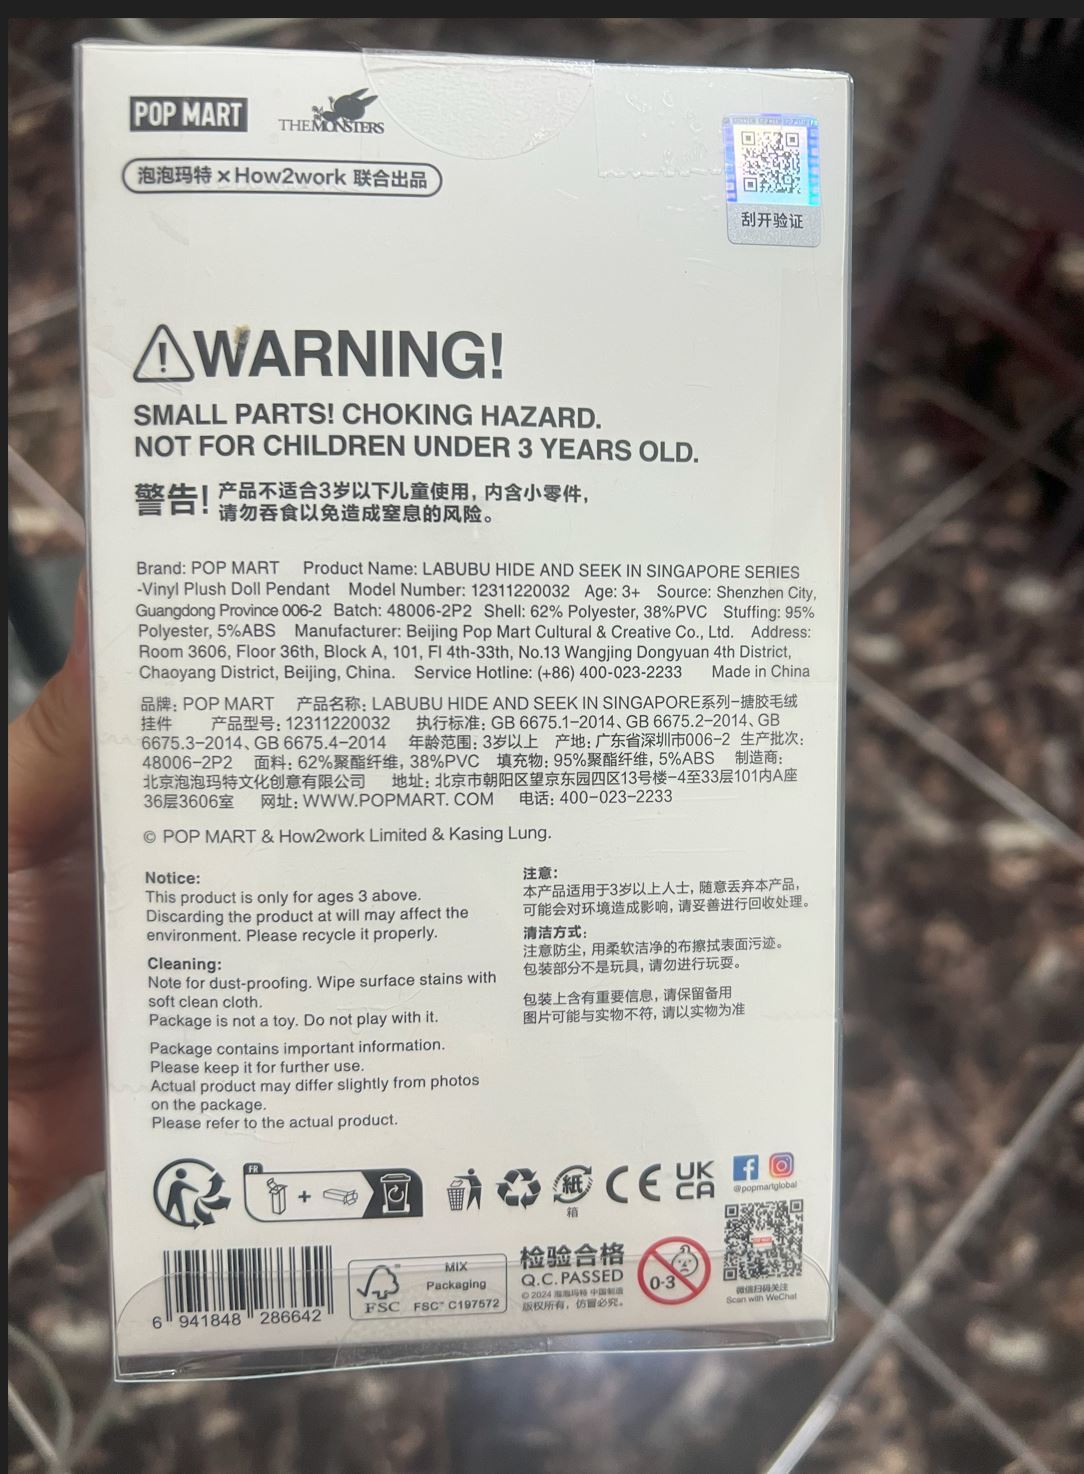 POP MART
THE MONSTERS
泡泡玛特 × How2work 联合出品
刮开验证
WARNING!
SMALL PARTS! CHOKING HAZARD.
NOT FOR CHILDREN UNDER 3 YEARS OLD.
警告! 产品不适合3岁以下儿童使用, 内含小零件,
请勿吞食以免造成窒息的风险。
Brand: POP MART Product Name: LABUBU HIDE AND SEEK IN SINGAPORE SERIES
-Vinyl Plush Doll Pendant Model Number: 12311220032 Age: 3+ Source: Shenzhen City,
Guangdong Province 006-2 Batch: 48006-2P2 Shell: 62% Polyester, 38%PVC Stuffing: 95%
Polyester, 5%ABS Manufacturer: Beijing Pop Mart Cultural & Creative Co., Ltd. Address:
Room 3606, Floor 36th, Block A, 101, Fl 4th-33th, No.13 Wangjing Dongyuan 4th District,
Chaoyang District, Beijing, China. Service Hotline: (+86) 400-023-2233 Made in China
品牌: POP MART 产品名称: LABUBU HIDE AND SEEK IN SINGAPORE系列-搪胶毛绒
挂件 产品型号: 12311220032 执行标准: GB 6675.1-2014、GB 6675.2-2014、GB
6675.3-2014、GB 6675.4-2014 年龄范围: 3岁以上 产地: 广东省深圳市006-2 生产批次:
48006-2P2 面料: 62%聚酯纤维, 38%PVC 填充物: 95%聚酯纤维, 5%ABS 制造商:
北京泡泡玛特文化创意有限公司 地址: 北京市朝阳区望京东园四区13号楼-4至33层101内A座
36层3606室 网址: WWW.POPMART. COM 电话: 400-023-2233
© POP MART & How2work Limited & Kasing Lung.
Notice:
This product is only for ages 3 above.
Discarding the product at will may affect the
environment. Please recycle it properly.
Cleaning:
Note for dust-proofing. Wipe surface stains with
soft clean cloth.
Package is not a toy. Do not play with it.
Package contains important information.
Please keep it for further use.
Actual product may differ slightly from photos
on the package.
Please refer to the actual product.
注意:
本产品适用于3岁以上人士, 随意丢弃本产品,
可能会对环境造成影响, 请妥善进行回收处理。
清洁方式:
注意防尘, 用柔软洁净的布擦拭表面污迹。
包装部分不是玩具, 请勿进行玩耍。
包装上含有重要信息, 请保留备用
图片可能与实物不符, 请以实物为准
FR
+
紙
箱
CE
UK
CA
@popmartglobal
6 941848 286642
FSC
MIX
Packaging
FSC™ C197572
检验合格
Q.C.PASSED
© 2024 泡泡玛特 中国制造
版权所有, 仿冒必究。
0-3
微信扫码关注
Scan with WeChat